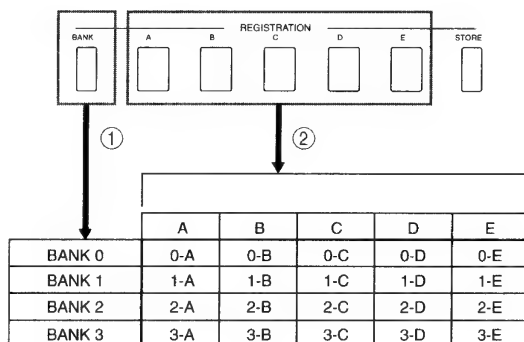 REGISTRATION
BANK A B C D E STORE
① ②
A B C D E
BANK 0 0-A 0-B 0-C 0-D 0-E
BANK 1 1-A 1-B 1-C 1-D 1-E
BANK 2 2-A 2-B 2-C 2-D 2-E
BANK 3 3-A 3-B 3-C 3-D 3-E